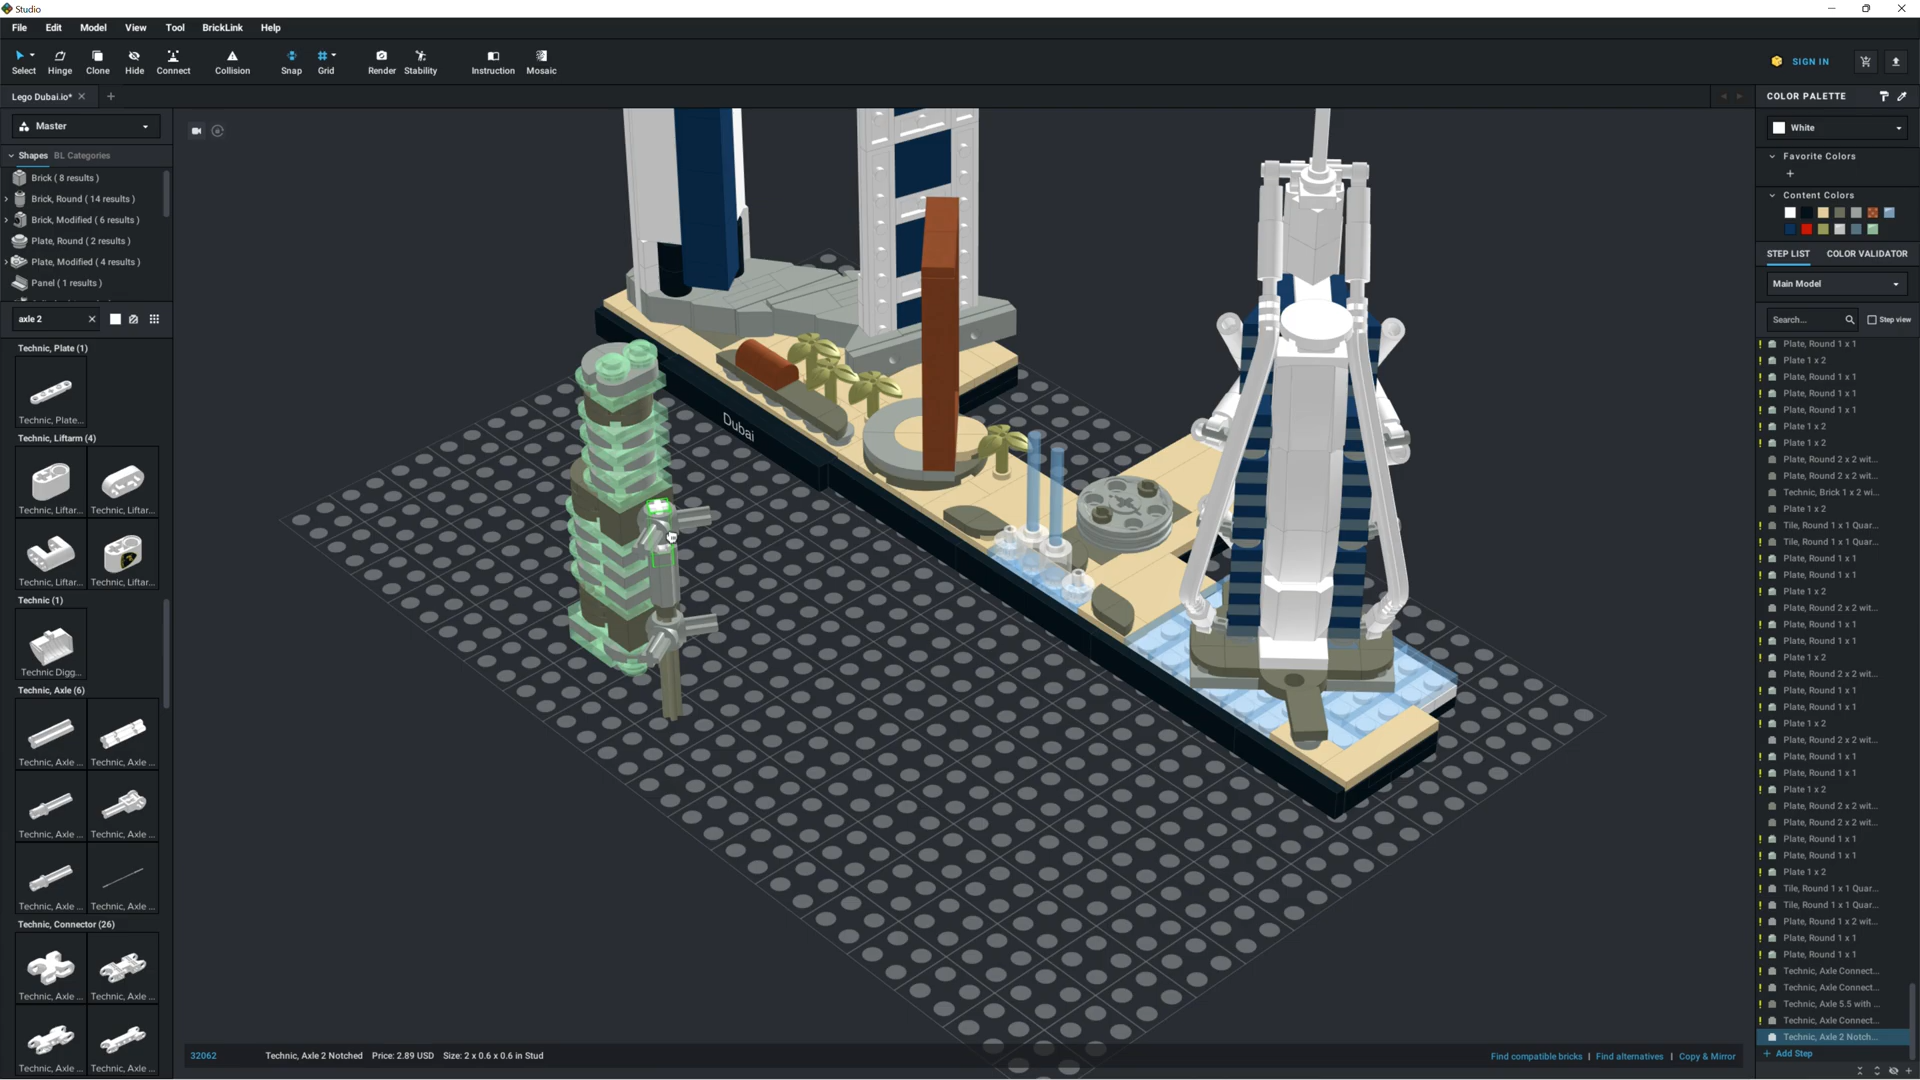 Studio
File Edit Model View Tool BrickLink Help
Select Hinge Clone Hide Connect Collision Snap Grid Render Stability Instruction Mosaic
SIGN IN
Lego Dubai.io*
Master
Shapes BL Categories
Brick ( 8 results )
Brick, Round ( 14 results )
Brick, Modified ( 6 results )
Plate, Round ( 2 results )
Plate, Modified ( 4 results )
Panel ( 1 results )
axle 2
Technic, Plate (1)
Technic, Plate...
Technic, Liftarm (4)
Technic, Liftar... Technic, Liftar...
Technic, Liftar... Technic, Liftar...
Technic (1)
Technic Digg...
Technic, Axle (6)
Technic, Axle ... Technic, Axle ...
Technic, Axle ... Technic, Axle ...
Technic, Axle ... Technic, Axle ...
Technic, Connector (26)
Technic, Axle ... Technic, Axle ...
Technic, Axle ... Technic, Axle ...
Dubai
32062 Technic, Axle 2 Notched Price: 2.89 USD Size: 2 x 0.6 x 0.6 in Stud
Find compatible bricks | Find alternatives | Copy & Mirror
COLOR PALETTE
White
Favorite Colors
+
Content Colors
STEP LIST COLOR VALIDATOR
Main Model
Search... Step view
Plate, Round 1 x 1
Plate 1 x 2
Plate, Round 1 x 1
Plate, Round 1 x 1
Plate, Round 1 x 1
Plate 1 x 2
Plate 1 x 2
Plate, Round 2 x 2 wit...
Plate, Round 2 x 2 wit...
Technic, Brick 1 x 2 wi...
Plate 1 x 2
Tile, Round 1 x 1 Quar...
Tile, Round 1 x 1 Quar...
Plate, Round 1 x 1
Plate, Round 1 x 1
Plate 1 x 2
Plate, Round 2 x 2 wit...
Plate, Round 1 x 1
Plate, Round 1 x 1
Plate 1 x 2
Plate, Round 2 x 2 wit...
Plate, Round 1 x 1
Plate, Round 1 x 1
Plate 1 x 2
Plate, Round 2 x 2 wit...
Plate, Round 1 x 1
Plate, Round 1 x 1
Plate 1 x 2
Plate, Round 2 x 2 wit...
Plate, Round 2 x 2 wit...
Plate, Round 1 x 1
Plate, Round 1 x 1
Plate 1 x 2
Tile, Round 1 x 1 Quar...
Tile, Round 1 x 1 Quar...
Plate, Round 1 x 2 wit...
Plate, Round 1 x 1
Plate, Round 1 x 1
Technic, Axle Connect...
Technic, Axle Connect...
Technic, Axle 5.5 with ...
Technic, Axle Connect...
Technic, Axle 2 Notch...
+ Add Step